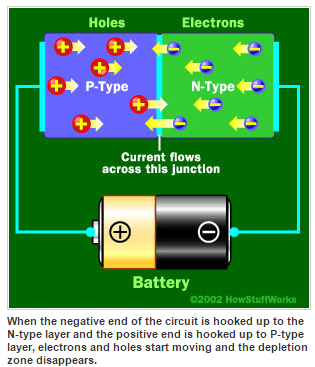 Holes Electrons
P-Type N-Type
Current flows
across this junction
Battery
©2002 HowStuffWorks
When the negative end of the circuit is hooked up to the
N-type layer and the positive end is hooked up to P-type
layer, electrons and holes start moving and the depletion
zone disappears.